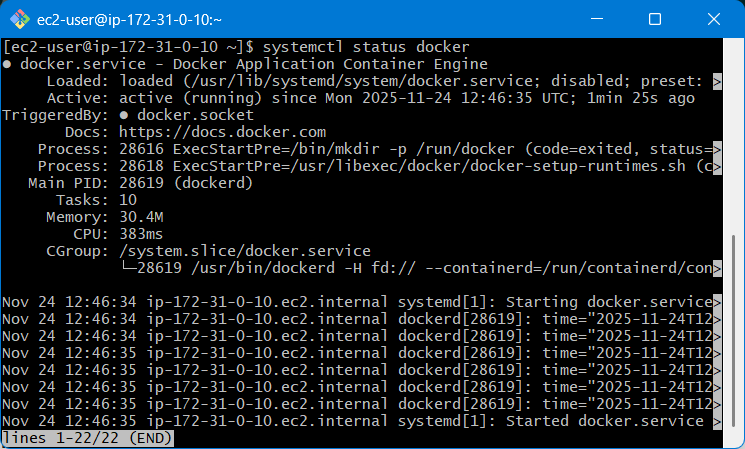 ec2-user@ip-172-31-0-10:~
[ec2-user@ip-172-31-0-10 ~]$ systemctl status docker
● docker.service - Docker Application Container Engine
     Loaded: loaded (/usr/lib/systemd/system/docker.service; disabled; preset: >
     Active: active (running) since Mon 2025-11-24 12:46:35 UTC; 1min 25s ago
TriggeredBy: ● docker.socket
       Docs: https://docs.docker.com
    Process: 28616 ExecStartPre=/bin/mkdir -p /run/docker (code=exited, status=>
    Process: 28618 ExecStartPre=/usr/libexec/docker/docker-setup-runtimes.sh (c>
   Main PID: 28619 (dockerd)
      Tasks: 10
     Memory: 30.4M
        CPU: 383ms
     CGroup: /system.slice/docker.service
             └─28619 /usr/bin/dockerd -H fd:// --containerd=/run/containerd/con>
Nov 24 12:46:34 ip-172-31-0-10.ec2.internal systemd[1]: Starting docker.service>
Nov 24 12:46:34 ip-172-31-0-10.ec2.internal dockerd[28619]: time="2025-11-24T12>
Nov 24 12:46:34 ip-172-31-0-10.ec2.internal dockerd[28619]: time="2025-11-24T12>
Nov 24 12:46:35 ip-172-31-0-10.ec2.internal dockerd[28619]: time="2025-11-24T12>
Nov 24 12:46:35 ip-172-31-0-10.ec2.internal dockerd[28619]: time="2025-11-24T12>
Nov 24 12:46:35 ip-172-31-0-10.ec2.internal dockerd[28619]: time="2025-11-24T12>
Nov 24 12:46:35 ip-172-31-0-10.ec2.internal dockerd[28619]: time="2025-11-24T12>
Nov 24 12:46:35 ip-172-31-0-10.ec2.internal systemd[1]: Started docker.service >
lines 1-22/22 (END)